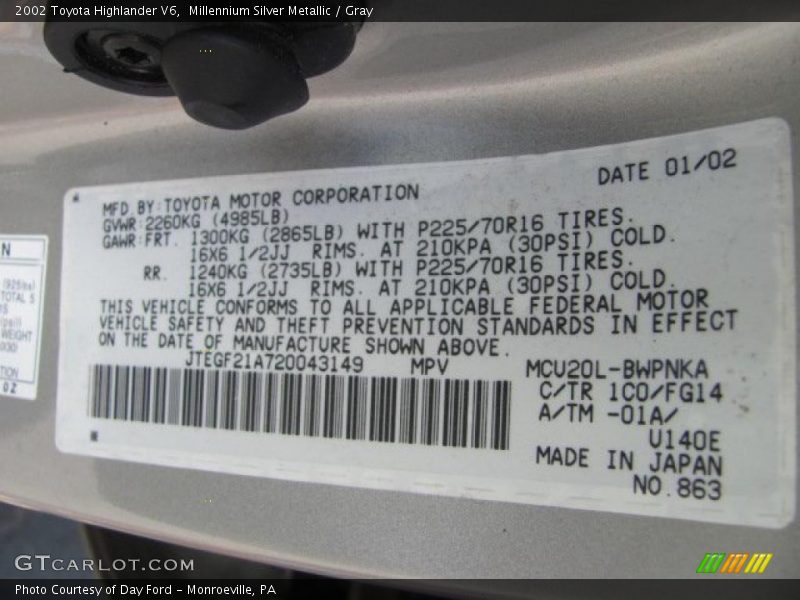 2002 Toyota Highlander V6, Millennium Silver Metallic / Gray
DATE 01/02
MFD.BY:TOYOTA MOTOR CORPORATION
GVWR:2260KG (4985LB)
GAWR:FRT. 1300KG (2865LB) WITH P225/70R16 TIRES.
16X6 1/2JJ RIMS. AT 210KPA (30PSI) COLD.
RR. 1240KG (2735LB) WITH P225/70R16 TIRES.
16X6 1/2JJ RIMS. AT 210KPA (30PSI) COLD.
THIS VEHICLE CONFORMS TO ALL APPLICABLE FEDERAL MOTOR
VEHICLE SAFETY AND THEFT PREVENTION STANDARDS IN EFFECT
ON THE DATE OF MANUFACTURE SHOWN ABOVE.
JTEGF21A720043149 MPV
MCU20L-BWPNKA
C/TR 1C0/FG14
A/TM -01A/
U140E
MADE IN JAPAN
NO.863
N
TOTAL 5
WEIGHT
02
GTCARLOT.COM
Photo Courtesy of Day Ford - Monroeville, PA